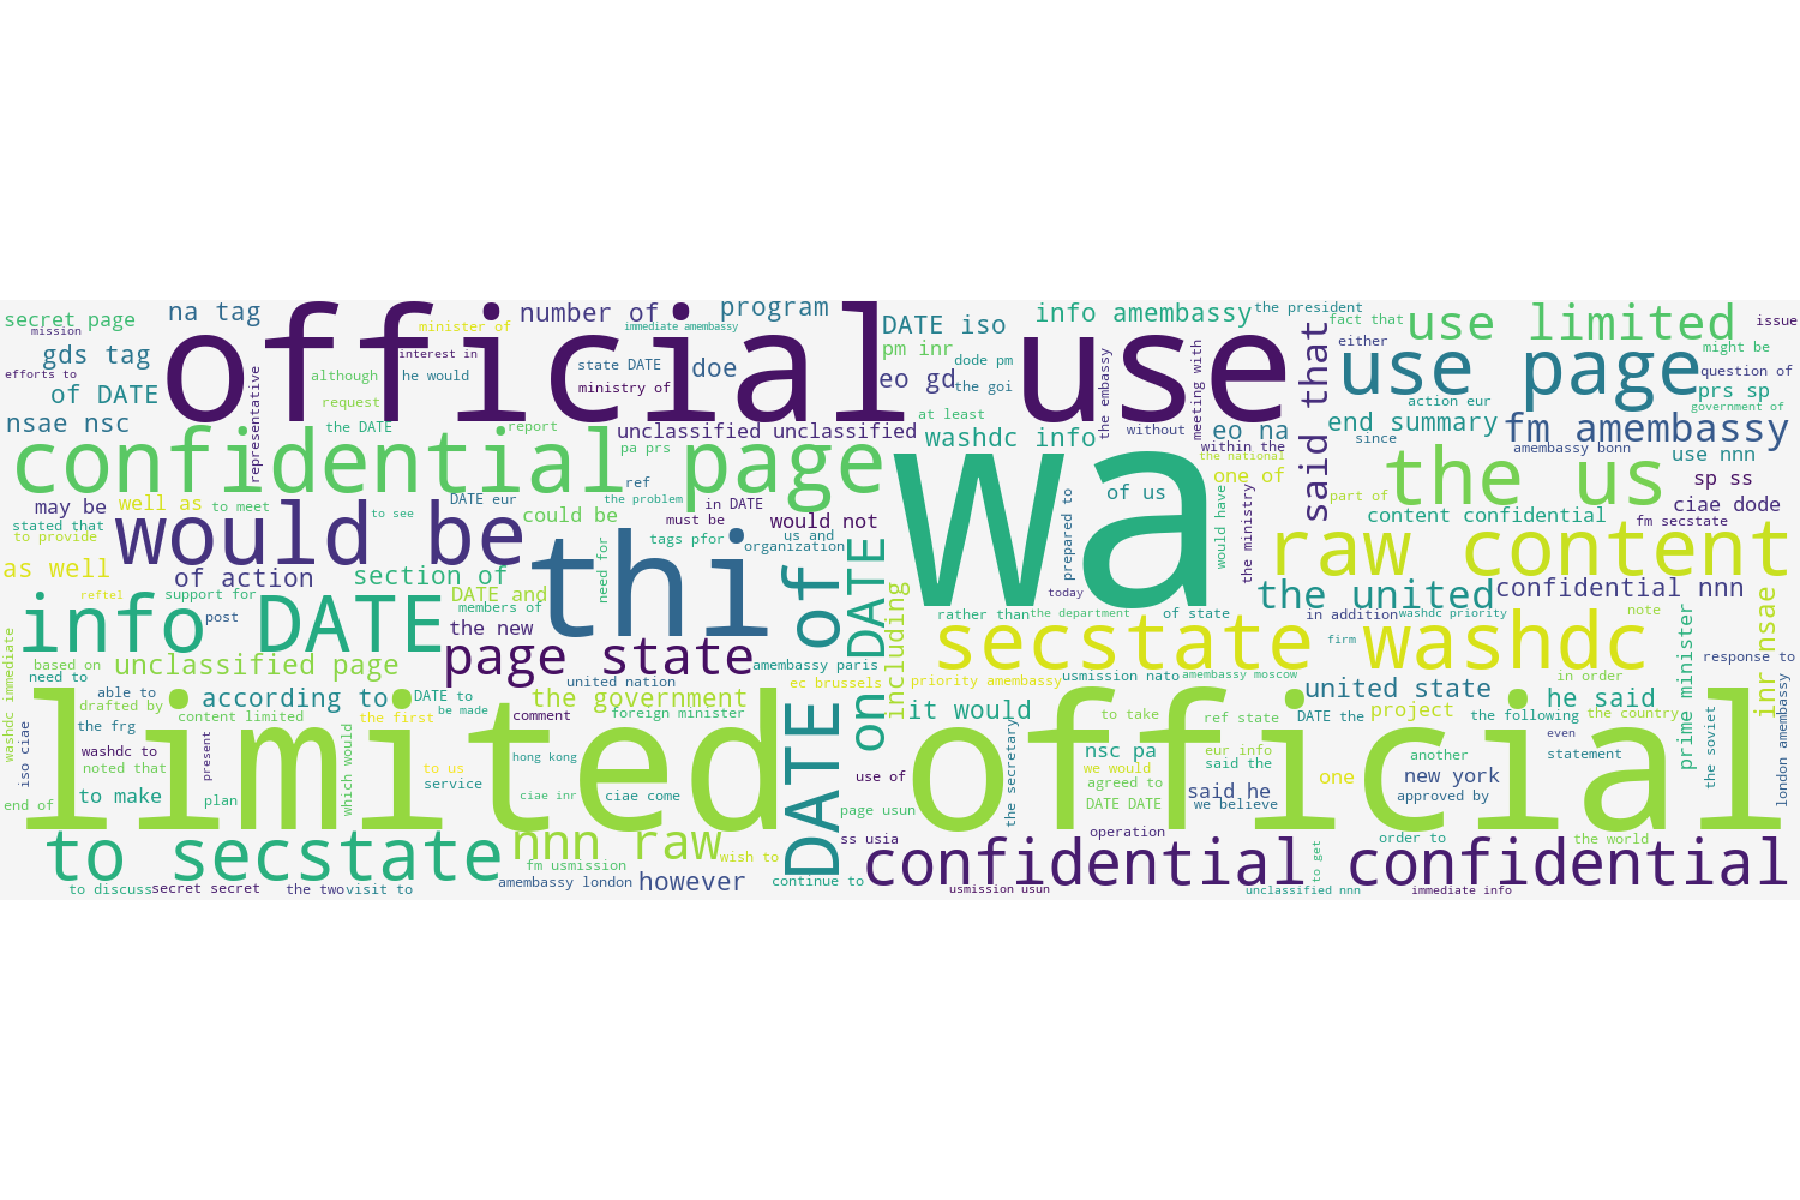 secret page
na tag
official use
number of
program
DATE iso
info amembassy
the president
fact that
use limited
issue
mission
minister of
immediate amembassy
gds tag
interest in
pm inr
dode pm
either
use page
might be
efforts to
although
he would
state DATE
doe
eo gd
the goi
the embassy
meeting with
said that
question of
of DATE
representative
ministry of
action eur
prs sp
request
at least
government of
nsae nsc
the DATE
report
unclassified unclassified
washdc info
without
eo na
end summary
fm amembassy
confidential page
pa prs
within the
since
amembassy bonn
use nnn
ref
wa
the national
one of
the us
sp ss
may be
well as
to meet
DATE eur
the problem
in DATE
of us
part of
ciae dode
stated that
would be
to see
could be
must be
would not
prepared to
would have
the ministry
content confidential
fm secstate
to provide
thi
tags pfor
us and
organization
raw content
as well
of action
section of
need for
DATE of
on DATE
including
the united
confidential nnn
reftel
support for
DATE and
today
info DATE
post
members of
rather than
the department
of state
in addition
washdc priority
note
inr nsae
the new
secstate washdc
firm
prime minister
washdc immediate
based on
unclassified page
page state
amembassy paris
response to
need to
united nation
ec brussels
priority amembassy
usmission nato
amembassy moscow
in order
able to
according to
DATE to
the government
united state
he said
drafted by
limited official
be made
it would
content limited
the first
comment
foreign minister
to take
ref state
DATE the
project
the following
the country
the frg
even
iso ciae
washdc to
present
which would
hong kong
the secretary
nsc pa
eur info
said the
another
statement
the soviet
london amembassy
noted that
to us
service
use of
we would
agreed to
one
new york
end of
to make
plan
ciae inr
ciae come
page usun
DATE DATE
said he
we believe
approved by
to secstate
nnn raw
ss usia
operation
order to
the world
wish to
confidential confidential
fm usmission
to get
to discuss
secret secret
the two
visit to
amembassy london
however
continue to
usmission usun
unclassified nnn
immediate info